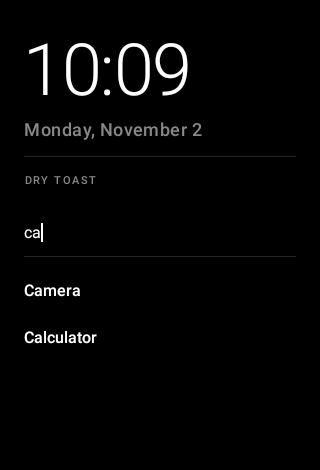 10:09
Monday, November 2
DRY TOAST
ca
Camera
Calculator